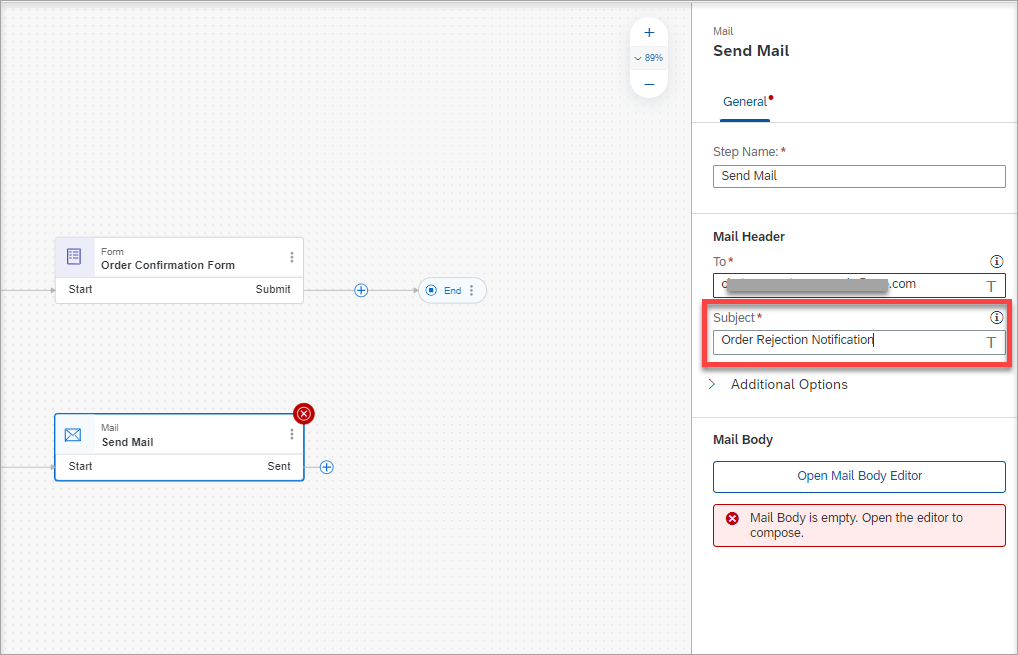 89%
Form
Order Confirmation Form
Start Submit
End
Mail
Send Mail
Start Sent
Mail
Send Mail
General
Step Name: *
Send Mail
Mail Header
To *
.com
T
Subject *
Order Rejection Notification
T
Additional Options
Mail Body
Open Mail Body Editor
Mail Body is empty. Open the editor to
compose.